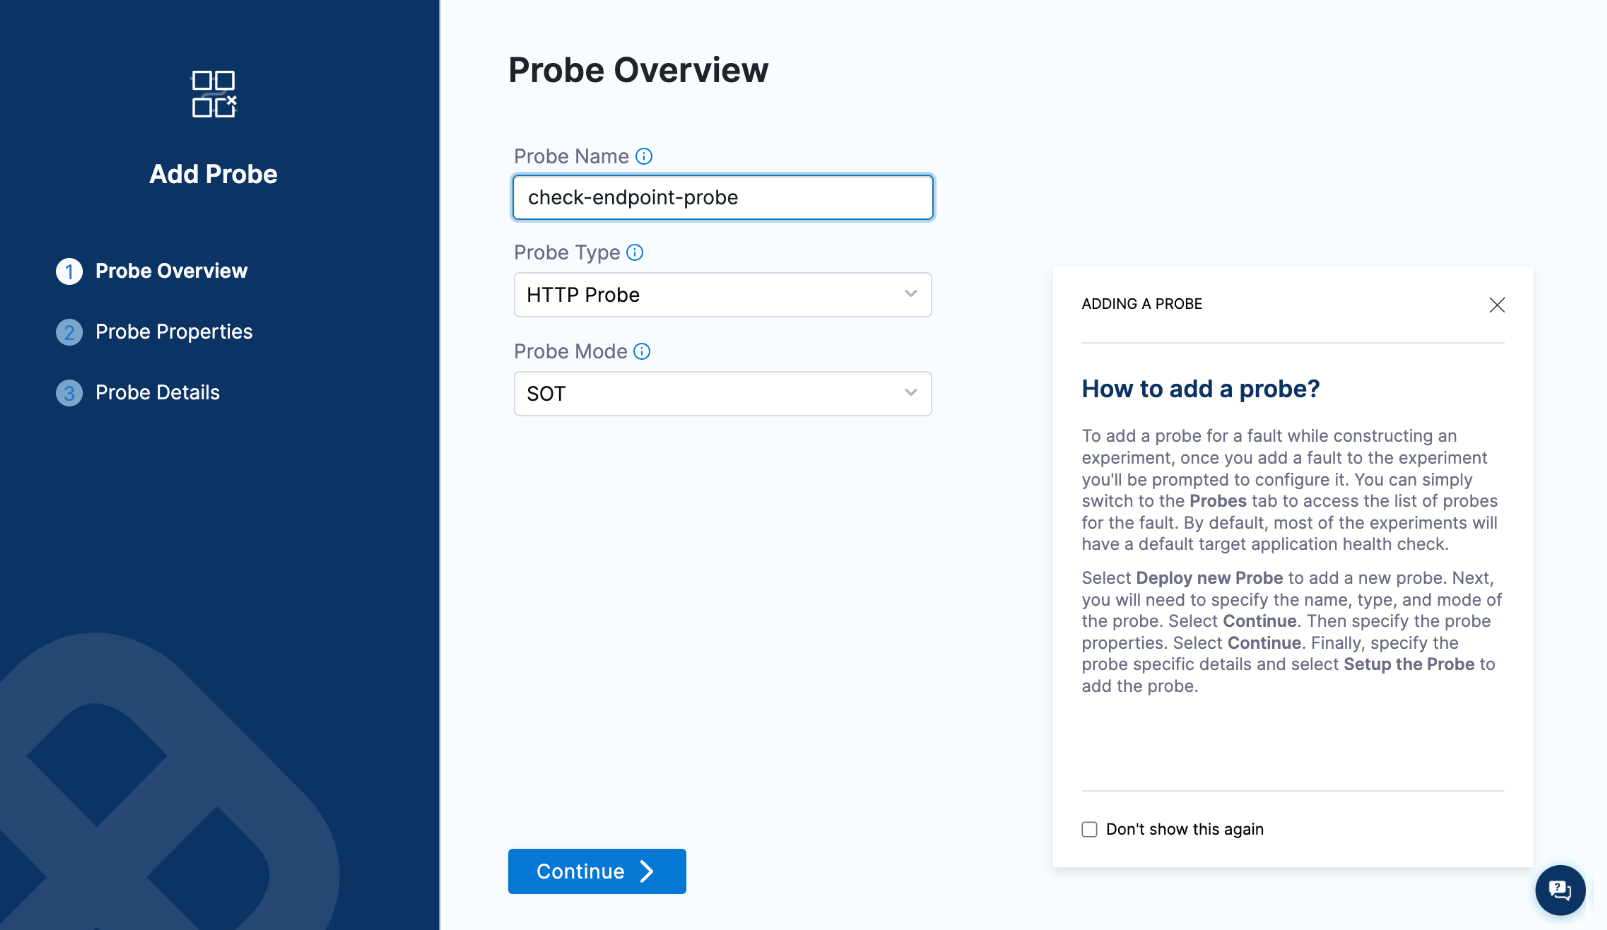 Add Probe
1 Probe Overview
2 Probe Properties
3 Probe Details
Probe Overview
Probe Name
check-endpoint-probe
Probe Type
HTTP Probe
Probe Mode
SOT
Continue
ADDING A PROBE
How to add a probe?
To add a probe for a fault while constructing an
experiment, once you add a fault to the experiment
you'll be prompted to configure it. You can simply
switch to the Probes tab to access the list of probes
for the fault. By default, most of the experiments will
have a default target application health check.
Select Deploy new Probe to add a new probe. Next,
you will need to specify the name, type, and mode of
the probe. Select Continue. Then specify the probe
properties. Select Continue. Finally, specify the
probe specific details and select Setup the Probe to
add the probe.
Don't show this again